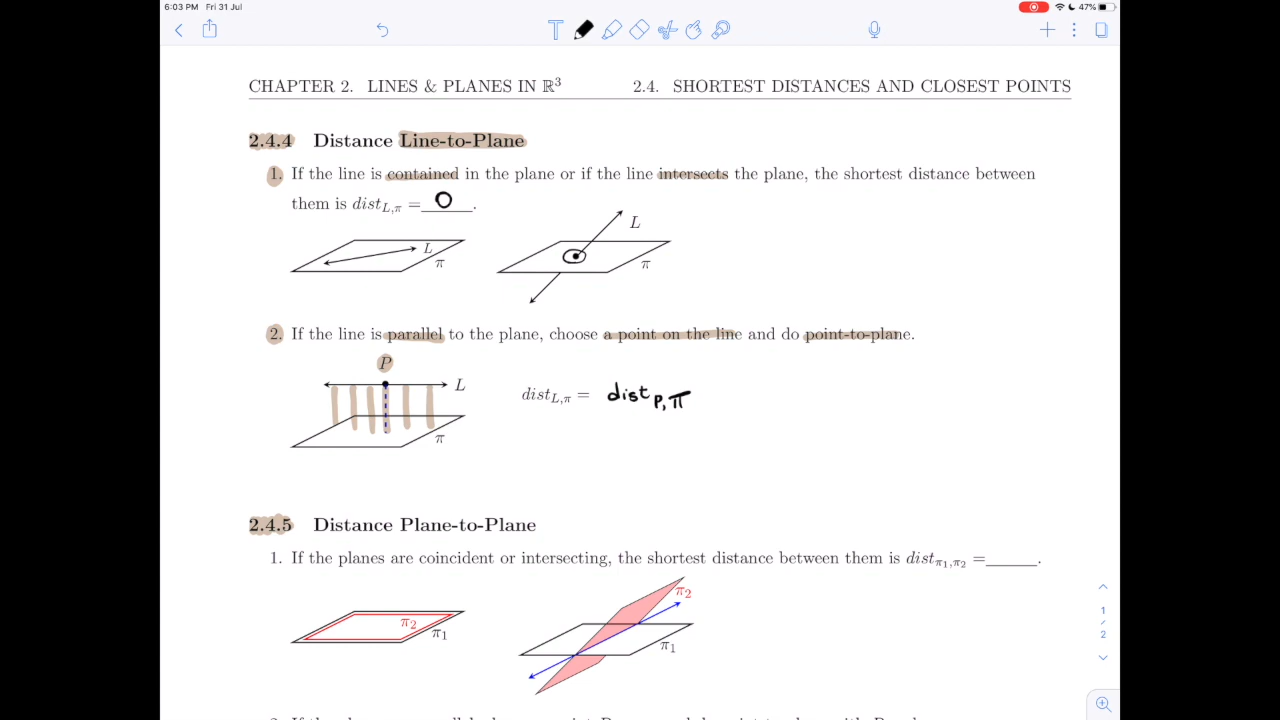 6:03 PM Fri 31 Jul
47%
CHAPTER 2. LINES & PLANES IN ℝ³ 2.4. SHORTEST DISTANCES AND CLOSEST POINTS
2.4.4 Distance Line-to-Plane
1. If the line is contained in the plane or if the line intersects the plane, the shortest distance between
them is dist_{L,π} = 0.
L
π
L
π
2. If the line is parallel to the plane, choose a point on the line and do point-to-plane.
P
L
π
dist_{L,π} = dist_{P,π}
2.4.5 Distance Plane-to-Plane
1. If the planes are coincident or intersecting, the shortest distance between them is dist_{π₁,π₂} =_____.
π₂
π₁
π₂
π₁
1
/
2